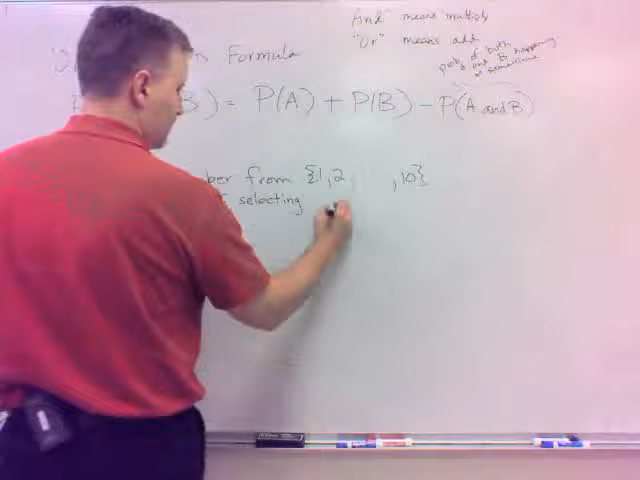 "And" means multiply
"Or" means add
Formula
prob of both
A and B happening
at same time
B) = P(A) + P(B) - P(A and B)
ber from {1,2, ,10}
f selecting